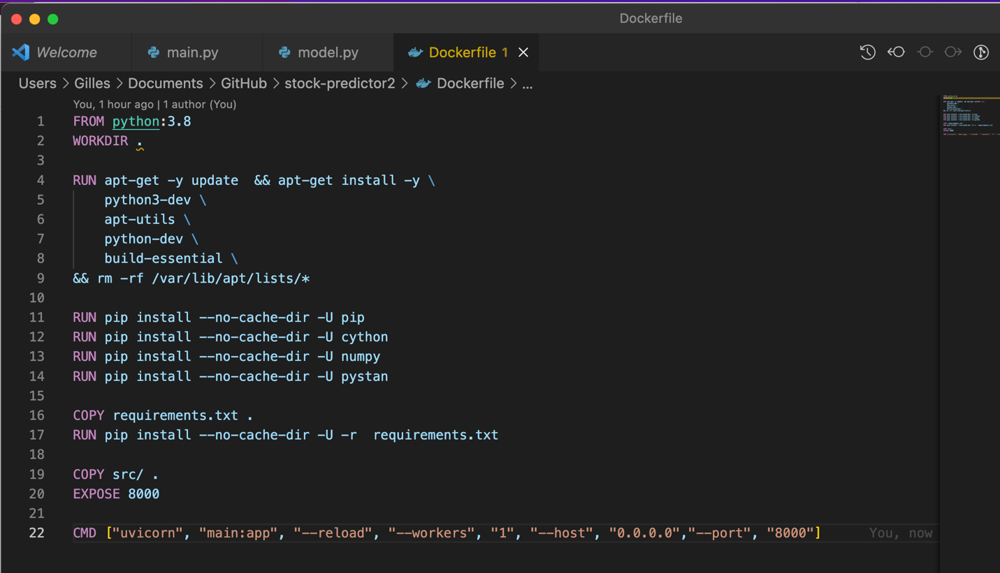 Dockerfile
Welcome main.py model.py Dockerfile 1
Users > Gilles > Documents > GitHub > stock-predictor2 > Dockerfile > ...
You, 1 hour ago | 1 author (You)
1 FROM python:3.8
2 WORKDIR .
3
4 RUN apt-get -y update  && apt-get install -y \
5     python3-dev \
6     apt-utils \
7     python-dev \
8     build-essential \
9 && rm -rf /var/lib/apt/lists/*
10
11 RUN pip install --no-cache-dir -U pip
12 RUN pip install --no-cache-dir -U cython
13 RUN pip install --no-cache-dir -U numpy
14 RUN pip install --no-cache-dir -U pystan
15
16 COPY requirements.txt .
17 RUN pip install --no-cache-dir -U -r  requirements.txt
18
19 COPY src/ .
20 EXPOSE 8000
21
22 CMD ["uvicorn", "main:app", "--reload", "--workers", "1", "--host", "0.0.0.0","--port", "8000"] You, now